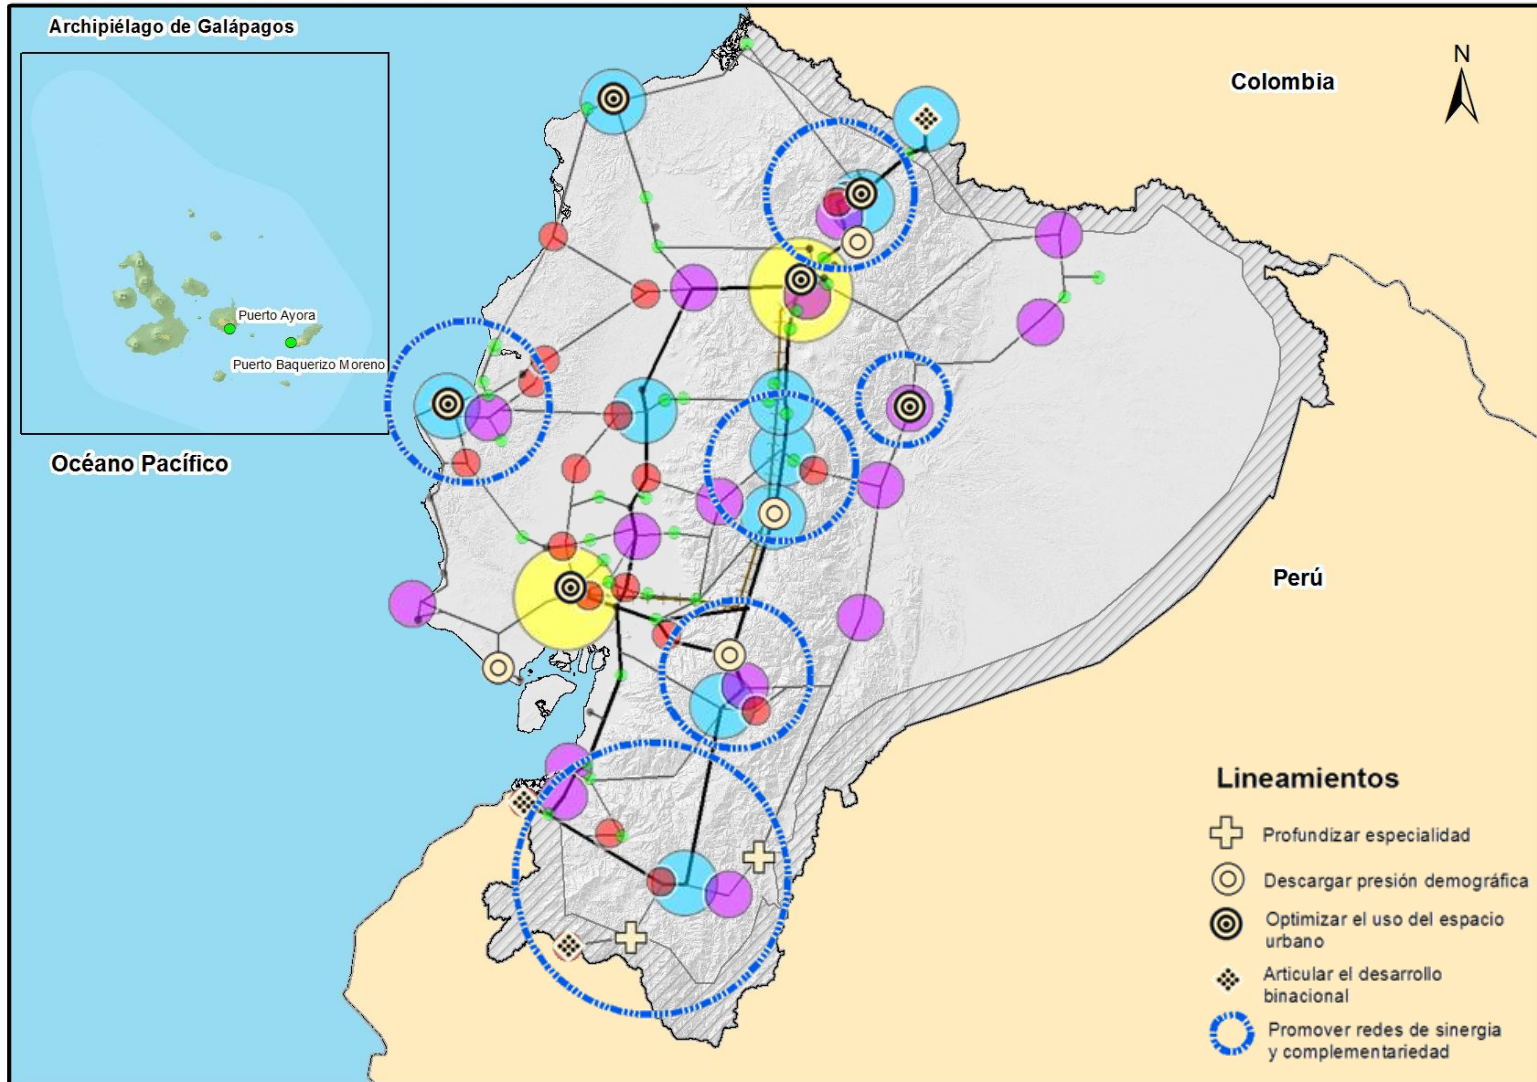 Archipiélago de Galápagos
N
Colombia
Puerto Ayora
Puerto Baquerizo Moreno
Océano Pacífico
Perú
Lineamientos
Profundizar especialidad
Descargar presión demográfica
Optimizar el uso del espacio
urbano
Articular el desarrollo
binacional
Promover redes de sinergia
y complementariedad